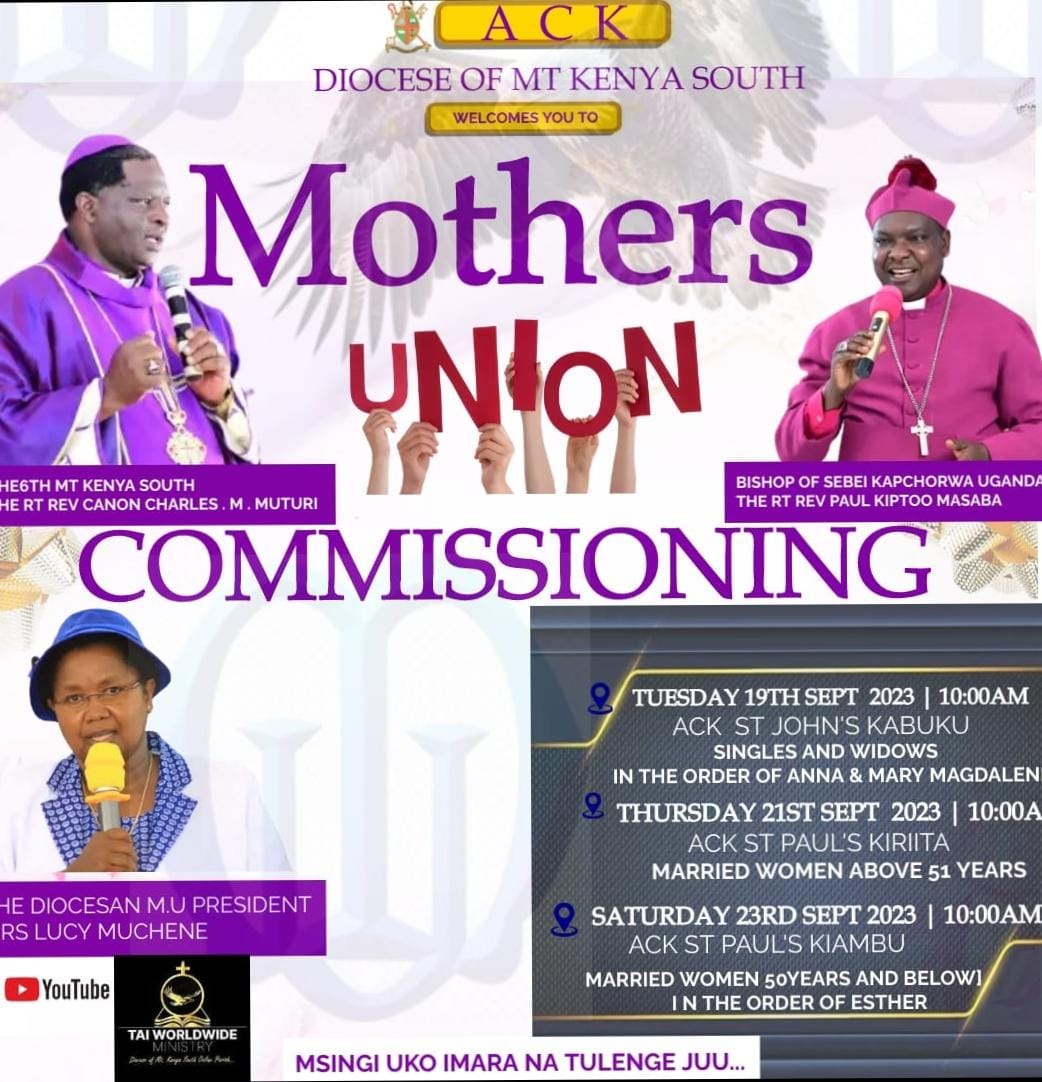 A C K
DIOCESE OF MT KENYA SOUTH
WELCOMES YOU TO
Mothers
UNION
HE6TH MT KENYA SOUTH
HE RT REV CANON CHARLES . M . MUTURI
BISHOP OF SEBEI KAPCHORWA UGANDA
THE RT REV PAUL KIPTOO MASABA
COMMISSIONING
TUESDAY 19TH SEPT 2023 | 10:00AM
ACK ST JOHN'S KABUKU
SINGLES AND WIDOWS
IN THE ORDER OF ANNA & MARY MAGDALEN
THURSDAY 21ST SEPT 2023 | 10:00A
ACK ST PAUL'S KIRIITA
MARRIED WOMEN ABOVE 51 YEARS
SATURDAY 23RD SEPT 2023 | 10:00AM
ACK ST PAUL'S KIAMBU
MARRIED WOMEN 50YEARS AND BELOW]
I N THE ORDER OF ESTHER
HE DIOCESAN M.U PRESIDENT
RS LUCY MUCHENE
YouTube
TAI WORLDWIDE
MINISTRY
MSINGI UKO IMARA NA TULENGE JUU...